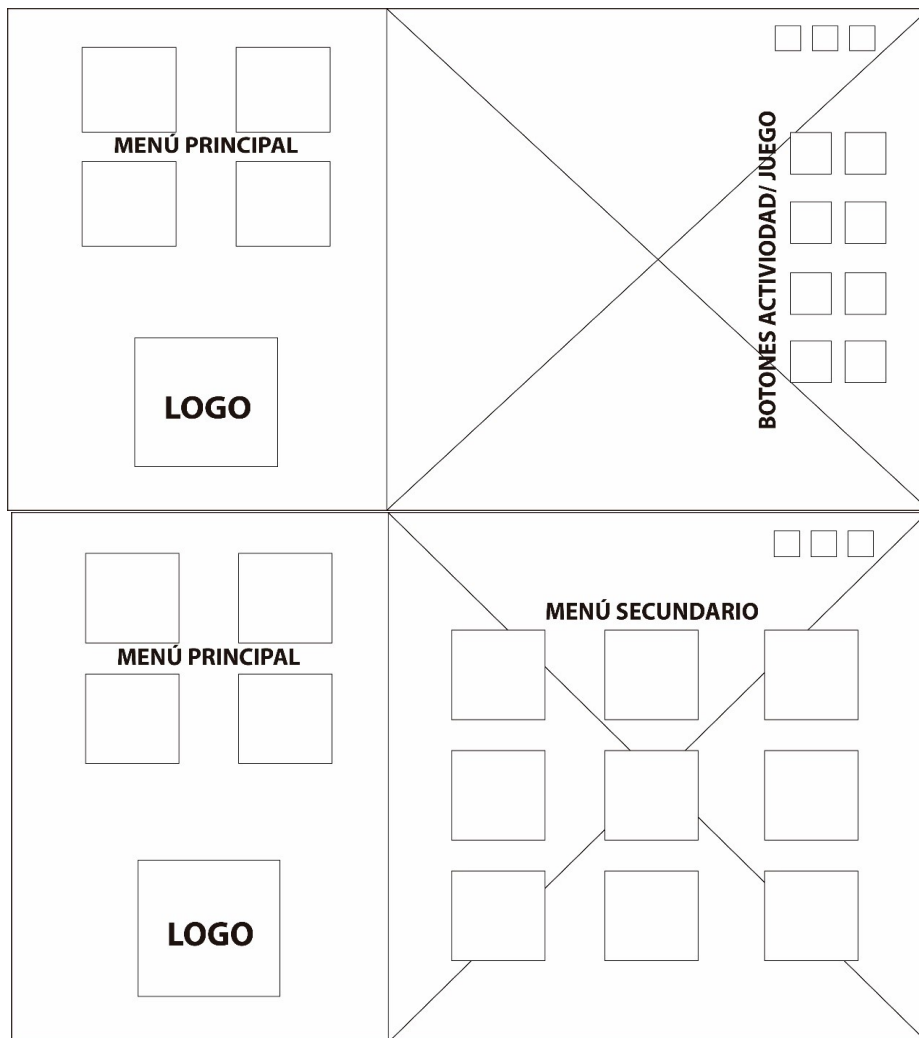 MENÚ PRINCIPAL
LOGO
BOTONES ACTIVIODAD/ JUEGO
MENÚ PRINCIPAL
LOGO
MENÚ SECUNDARIO